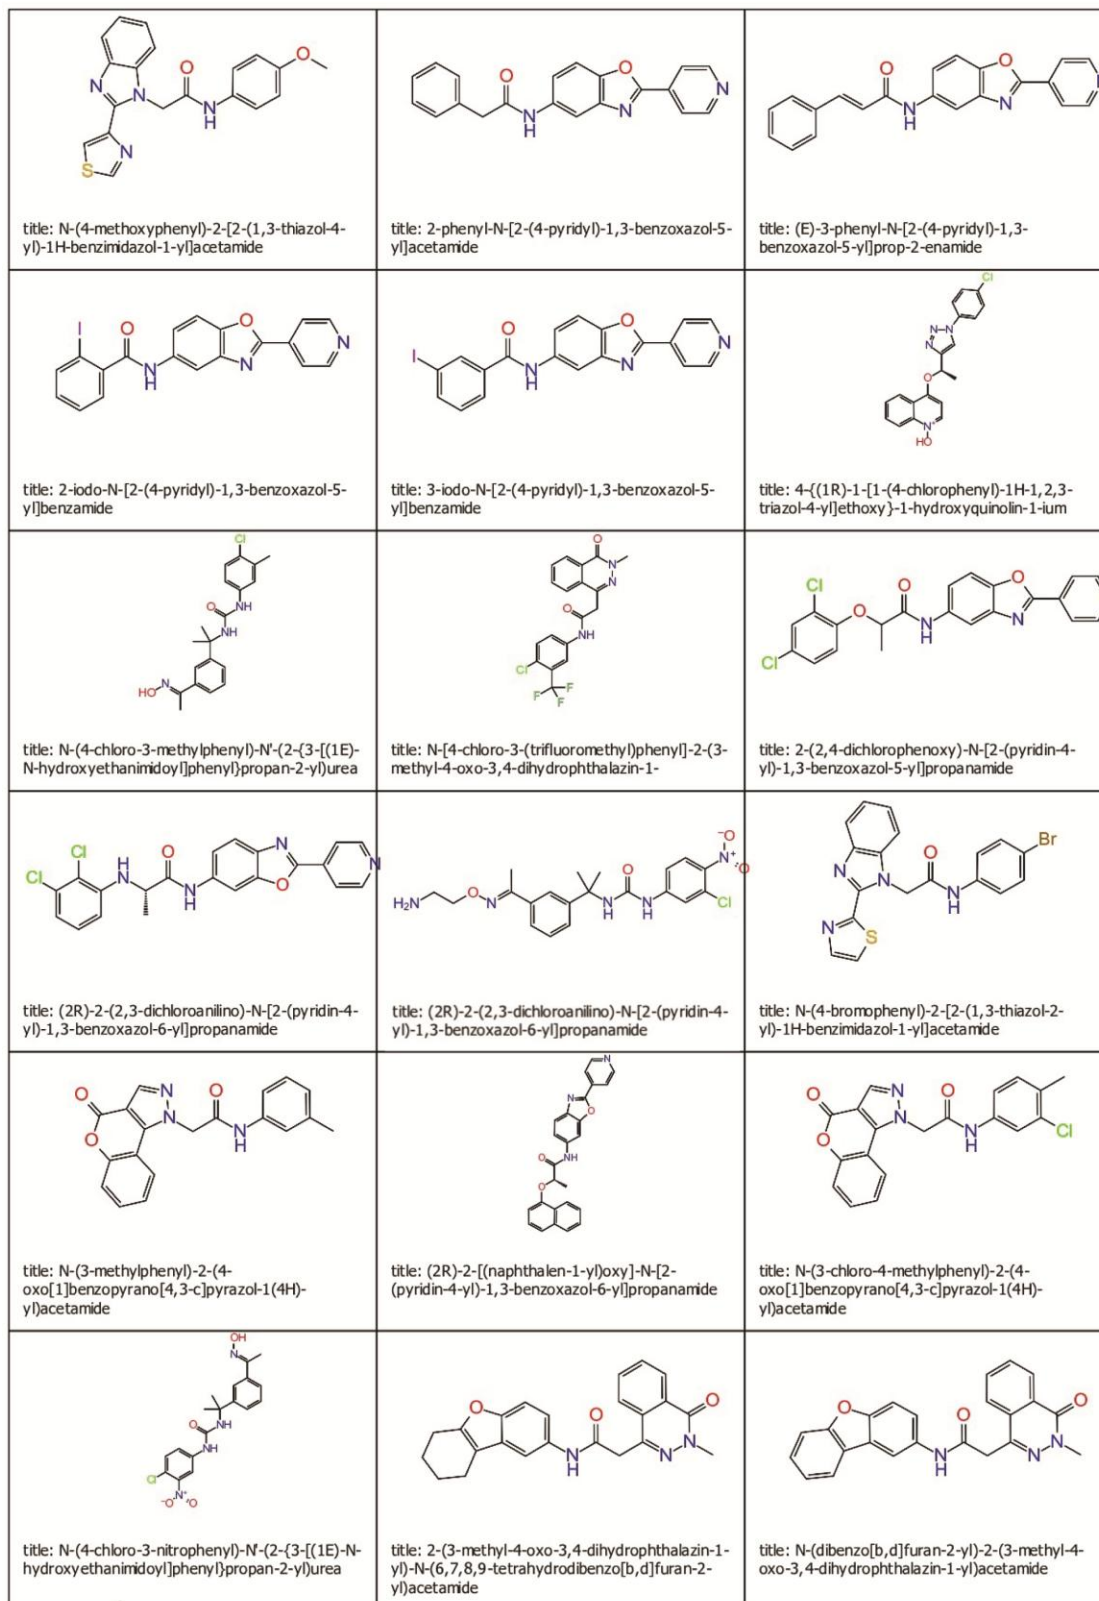 title: N-(4-methoxyphenyl)-2-[2-(1,3-thiazol-4-
yl)-1H-benzimidazol-1-yl]acetamide
title: 2-phenyl-N-[2-(4-pyridyl)-1,3-benzoxazol-5-
yl]acetamide
title: (E)-3-phenyl-N-[2-(4-pyridyl)-1,3-
benzoxazol-5-yl]prop-2-enamide
title: 2-iodo-N-[2-(4-pyridyl)-1,3-benzoxazol-5-
yl]benzamide
title: 3-iodo-N-[2-(4-pyridyl)-1,3-benzoxazol-5-
yl]benzamide
title: 4-{(1R)-1-[1-(4-chlorophenyl)-1H-1,2,3-
triazol-4-yl]ethoxy}-1-hydroxyquinolin-1-ium
title: N-(4-chloro-3-methylphenyl)-N'-(2-{3-[(1E)-
N-hydroxyethanimidoyl]phenyl}propan-2-yl)urea
title: N-[4-chloro-3-(trifluoromethyl)phenyl]-2-(3-
methyl-4-oxo-3,4-dihydrophthalazin-1-
title: 2-(2,4-dichlorophenoxy)-N-[2-(pyridin-4-
yl)-1,3-benzoxazol-5-yl]propanamide
title: (2R)-2-(2,3-dichloroanilino)-N-[2-(pyridin-4-
yl)-1,3-benzoxazol-6-yl]propanamide
title: (2R)-2-(2,3-dichloroanilino)-N-[2-(pyridin-4-
yl)-1,3-benzoxazol-6-yl]propanamide
title: N-(4-bromophenyl)-2-[2-(1,3-thiazol-2-
yl)-1H-benzimidazol-1-yl]acetamide
title: N-(3-methylphenyl)-2-(4-
oxo[1]benzopyrano[4,3-c]pyrazol-1(4H)-
yl)acetamide
title: (2R)-2-[(naphthalen-1-yl)oxy]-N-[2-
(pyridin-4-yl)-1,3-benzoxazol-6-yl]propanamide
title: N-(3-chloro-4-methylphenyl)-2-(4-
oxo[1]benzopyrano[4,3-c]pyrazol-1(4H)-
yl)acetamide
title: N-(4-chloro-3-nitrophenyl)-N'-(2-{3-[(1E)-N-
hydroxyethanimidoyl]phenyl}propan-2-yl)urea
title: 2-(3-methyl-4-oxo-3,4-dihydrophthalazin-1-
yl)-N-(6,7,8,9-tetrahydrodibenzo[b,d]furan-2-
yl)acetamide
title: N-(dibenzo[b,d]furan-2-yl)-2-(3-methyl-4-
oxo-3,4-dihydrophthalazin-1-yl)acetamide